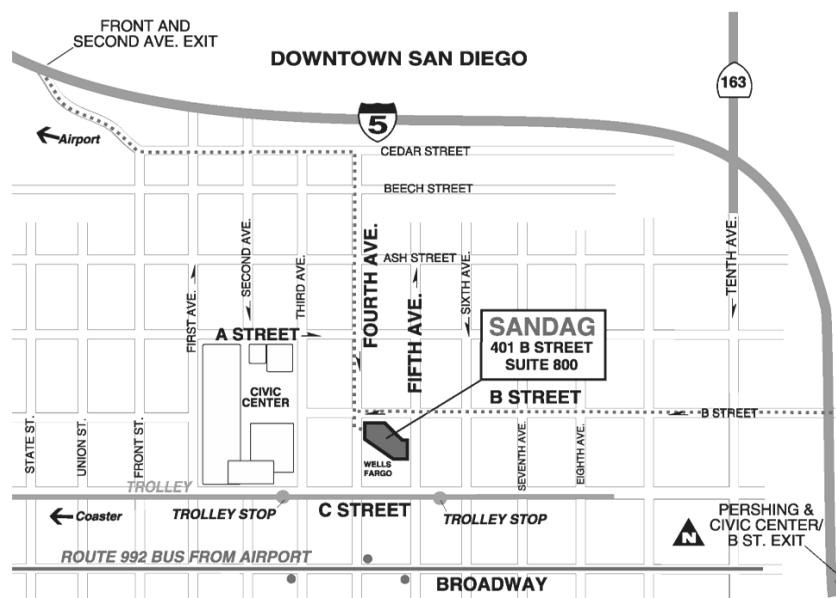 FRONT AND
SECOND AVE. EXIT
DOWNTOWN SAN DIEGO
163
5
Airport
CEDAR STREET
BEECH STREET
ASH STREET
FIRST AVE.
SECOND AVE.
THIRD AVE.
FOURTH AVE.
FIFTH AVE.
SIXTH AVE.
TENTH AVE.
A STREET
SANDAG
401 B STREET
SUITE 800
CIVIC
CENTER
B STREET
B STREET
STATE ST.
UNION ST.
FRONT ST.
WELLS
FARGO
SEVENTH AVE.
EIGHTH AVE.
TROLLEY
Coaster
TROLLEY STOP
C STREET
TROLLEY STOP
PERSHING &
CIVIC CENTER/
B ST. EXIT
N
ROUTE 992 BUS FROM AIRPORT
BROADWAY